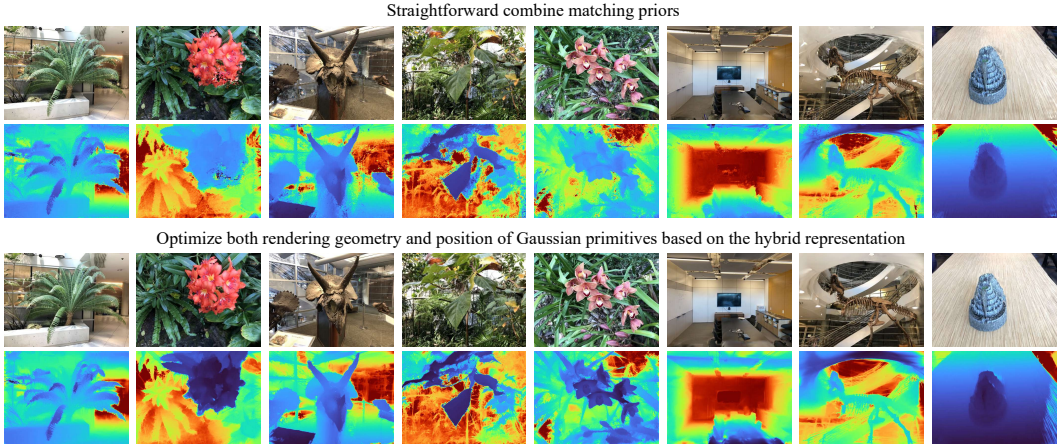 Straightforward combine matching priors
Optimize both rendering geometry and position of Gaussian primitives based on the hybrid representation